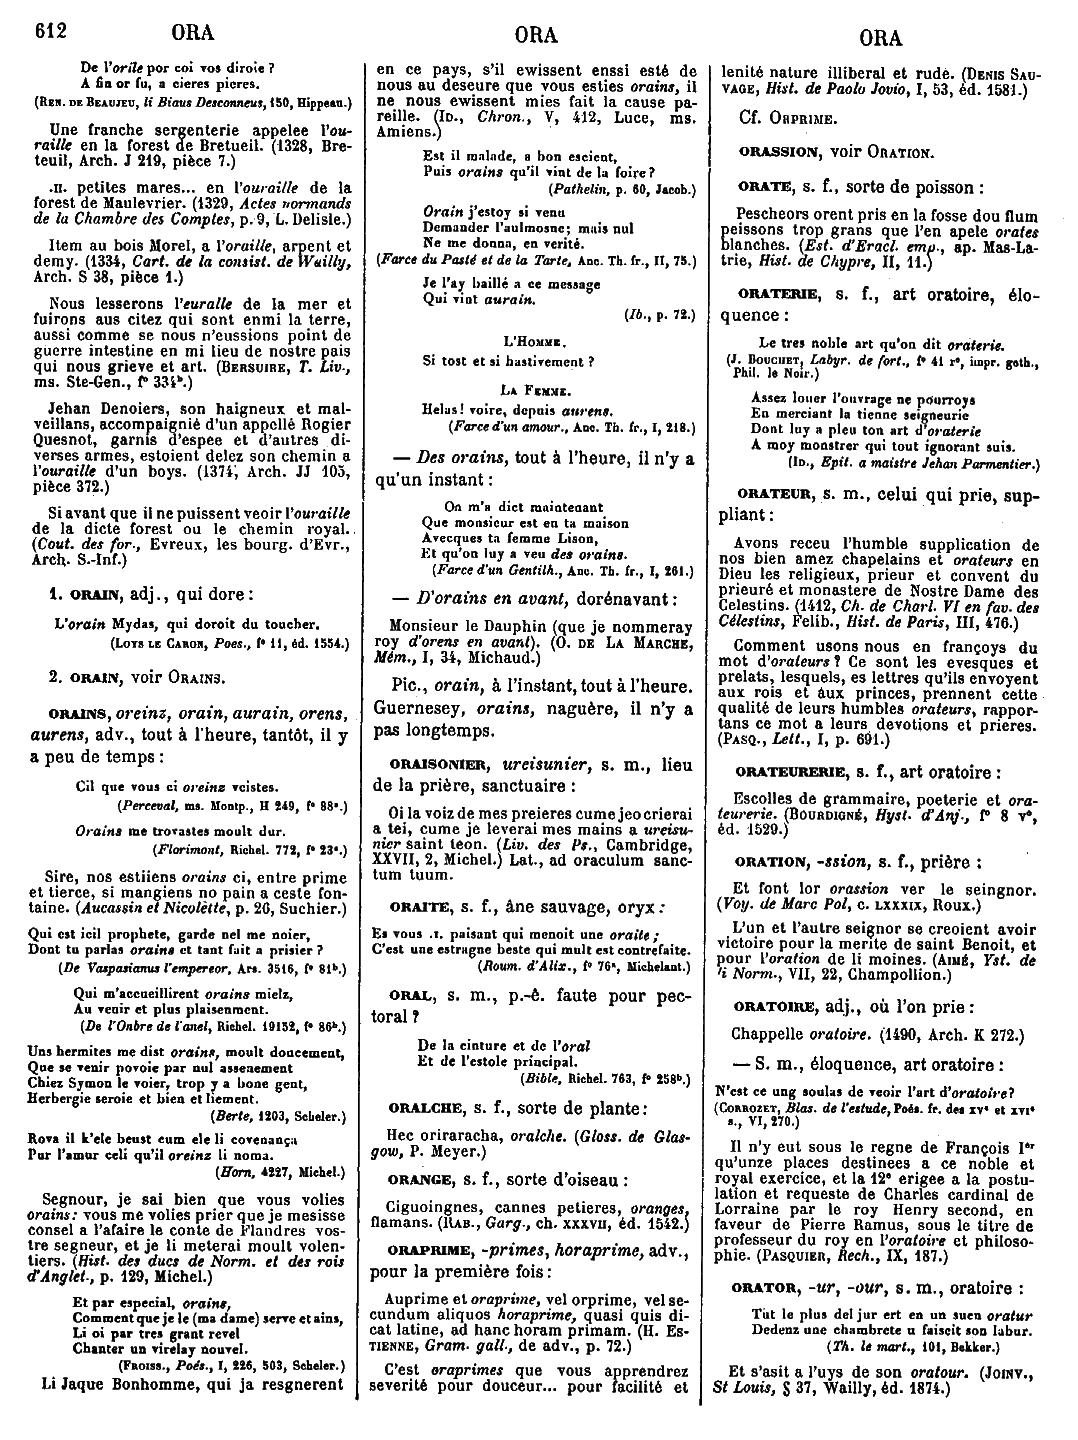 612 ORA ORA ORA
De l'orile por coi vos diroie ?
A fin or fu, a cieres pieres.
(REN. DE BEAUJEU, li Biaus Desconneus, 150, Hippeau.)
Une franche sergenterie appelee l'ou-
raille en la forest de Bretueil. (1328, Bre-
teuil, Arch. J 219, pièce 7.)
.II. petites mares... en l'ouraille de la
forest de Maulevrier. (1329, Actes normands
de la Chambre des Comptes, p. 9, L. Delisle.)
Item au bois Morel, a l'oraille, arpent et
demy. (1334, Cart. de la consist. de Wailly,
Arch. S 38, pièce 1.)
Nous lesserons l'euralle de la mer et
fuirons aus citez qui sont enmi la terre,
aussi comme se nous n'eussions point de
guerre intestine en mi lieu de nostre pais
qui nous grieve et art. (BERSUIRE, T. Liv.,
ms. Ste-Gen., f° 334ᵇ.)
Jehan Denoiers, son haigneux et mal-
veillans, accompaignié d'un appellé Rogier
Quesnot, garnis d'espee et d'autres di-
verses armes, estoient delez son chemin a
l'ouraille d'un boys. (1374, Arch. JJ 105,
pièce 372.)
Si avant que il ne puissent veoir l'ouraille
de la dicte forest ou le chemin royal.
(Cout. des for., Evreux, les bourg. d'Evr.,
Arch. S.-Inf.)
1. ORAIN, adj., qui dore :
L'orain Mydas, qui doroit du toucher.
(LOYS LE CARON, Poes., f° 11, éd. 1554.)
2. ORAIN, voir ORAINS.
ORAINS, oreinz, orain, aurain, orens,
aurens, adv., tout à l'heure, tantôt, il y
a peu de temps :
Cil que vous ci oreinz veistes.
(Perceval, ms. Montp., H 249, f° 88ᵃ.)
Orains me trovastes moult dur.
(Florimont, Richel. 772, f° 23ᵃ.)
Sire, nos estiiens orains ci, entre prime
et tierce, si mangiens no pain a ceste fon-
taine. (Aucassin et Nicolette, p. 26, Suchier.)
Qui est icil prophete, garde nel me noier,
Dont tu parlas orains et tant fait a prisier ?
(De Vaspasianus l'empereor, Ars. 3516, f° 81ᵇ.)
Qui m'accueillirent orains mielz,
Au venir et plus plaisenment.
(De l'Onbre de l'anel, Richel. 19152, f° 86ᵇ.)
Uns hermites me dist orains, moult doucement,
Que se venir povoie par nul assenement
Chiez Symon le voier, trop y a bone gent,
Herbergie seroie et bien et liement.
(Berte, 1203, Scheler.)
Rova il k'ele beust cum ele li covenança
Pur l'amur celi qu'il oreinz li noma.
(Horn, 4227, Michel.)
Segnour, je sai bien que vous volies
orains : vous me volies prier que je mesisse
consel a l'afaire le conte de Flandres vos-
tre segneur, et je li meterai moult volen-
tiers. (Hist. des ducs de Norm. et des rois
d'Anglet., p. 129, Michel.)
Et par especial, orains,
Comment que je le (ma dame) serve et ains,
Li oi par tres grant revel
Chanter un virelay nouvel.
(FROISS., Poés., I, 226, 503, Scheler.)
Li Jaque Bonhomme, qui ja resgnerent
en ce pays, s'il ewissent enssi esté de
nous au deseure que vous esties orains, il
ne nous ewissent mies fait la cause pa-
reille. (ID., Chron., V, 412, Luce, ms.
Amiens.)
Est il malade, a bon escient,
Puis orains qu'il vint de la foire ?
(Pathelin, p. 60, Jacob.)
Orain j'estoy si venu
Demander l'aulmosne ; mais nul
Ne me donna, en verité.
(Farce du Pasté et de la Tarte, Anc. Th. fr., II, 75.)
Je l'ay baillé a ce message
Qui vint aurain.
(Ib., p. 72.)
L'HOMME.
Si tost et si hastivement ?
LA FEMME.
Helas ! voire, depuis aurens.
(Farce d'un amour., Anc. Th. fr., I, 218.)
— Des orains, tout à l'heure, il n'y a
qu'un instant :
On m'a dict maintenant
Que monsieur est en ta maison
Avecques ta femme Lison,
Et qu'on luy a veu des orains.
(Farce d'un Gentilh., Anc. Th. fr., I, 261.)
— D'orains en avant, dorénavant :
Monsieur le Dauphin (que je nommeray
roy d'orens en avant). (O. DE LA MARCHE,
Mém., I, 34, Michaud.)
Pic., orain, à l'instant, tout à l'heure.
Guernesey, orains, naguère, il n'y a
pas longtemps.
ORAISONIER, ureisunier, s. m., lieu
de la prière, sanctuaire :
Oi la voiz de mes preieres cume jeo crierai
a tei, cume je leverai mes mains a ureisu-
nier saint teon. (Liv. des Ps., Cambridge,
XXVII, 2, Michel.) Lat., ad oraculum sanc-
tum tuum.
ORAITE, s. f., âne sauvage, oryx :
Es vous .I. paisant qui menoit une oraite ;
C'est une estragne beste qui mult est contrefaite.
(Roum. d'Alix., f° 76ᵃ, Michelant.)
ORAL, s. m., p.-ê. faute pour pec-
toral ?
De la cinture et de l'oral
Et de l'estole principal.
(Bible, Richel. 763, f° 258ᵇ.)
ORALCHE, s. f., sorte de plante :
Hec oriraracha, oralche. (Gloss. de Glas-
gow, P. Meyer.)
ORANGE, s. f., sorte d'oiseau :
Ciguoingnes, cannes petieres, oranges,
flamans. (RAB., Garg., ch. XXXVII, éd. 1542.)
ORAPRIME, -primes, horaprime, adv.,
pour la première fois :
Auprime et oraprime, vel orprime, vel se-
cundum aliquos horaprime, quasi quis di-
cat latine, ad hanc horam primam. (H. ES-
TIENNE, Gram. gall., de adv., p. 72.)
C'est oraprimes que vous apprendrez
severité pour douceur... pour facilité et
lenité nature illiberal et rude. (DENIS SAU-
VAGE, Hist. de Paolo Jovio, I, 53, éd. 1581.)
Cf. ORPRIME.
ORASSION, voir ORATION.
ORATE, s. f., sorte de poisson :
Pescheors orent pris en la fosse dou flum
peissons trop grans que l'en apele orates
blanches. (Est. d'Eracl. emp., ap. Mas-La-
trie, Hist. de Chypre, II, 11.)
ORATERIE, s. f., art oratoire, élo-
quence :
Le tres noble art qu'on dit oraterie.
(J. BOUCHET, Labyr. de fort., f° 41 r°, impr. goth.,
Phil. le Noir.)
Assez louer l'ouvrage ne pourroys
En merciant la tienne seigneurie
Dont luy a pleu ton art d'oraterie
A moy monstrer qui tout ignorant suis.
(ID., Epit. a maistre Jehan Parmentier.)
ORATEUR, s. m., celui qui prie, sup-
pliant :
Avons receu l'humble supplication de
nos bien amez chapelains et orateurs en
Dieu les religieux, prieur et convent du
prieuré et monastere de Nostre Dame des
Celestins. (1412, Ch. de Charl. VI en fav. des
Célestins, Felib., Hist. de Paris, III, 476.)
Comment usons nous en françoys du
mot d'orateurs ? Ce sont les evesques et
prelats, lesquels, es lettres qu'ils envoyent
aux rois et aux princes, prennent cette
qualité de leurs humbles orateurs, rappor-
tans ce mot a leurs devotions et prieres.
(PASQ., Lett., I, p. 691.)
ORATEURERIE, s. f., art oratoire :
Escolles de grammaire, poeterie et ora-
teurerie. (BOURDIGNÉ, Hyst. d'Anj., f° 8 v°,
éd. 1529.)
ORATION, -ssion, s. f., prière :
Et font lor orassion ver le seingnor.
(Voy. de Marc Pol, c. LXXXIX, Roux.)
L'un et l'autre seignor se creoient avoir
victoire pour la merite de saint Benoit, et
pour l'oration de li moines. (AIMÉ, Yst. de
li Norm., VII, 22, Champollion.)
ORATOIRE, adj., où l'on prie :
Chappelle oratoire. (1490, Arch. K 272.)
— S. m., éloquence, art oratoire :
N'est ce ung soulas de veoir l'art d'oratoire ?
(CORROZET, Blas. de l'estude, Poés. fr. des XVᵉ et XVIᵉ
s., VI, 270.)
Il n'y eut sous le regne de François Iᵉʳ
qu'unze places destinees a ce noble et
royal exercice, et la 12ᵉ erigee a la postu-
lation et requeste de Charles cardinal de
Lorraine par le roy Henry second, en
faveur de Pierre Ramus, sous le titre de
professeur du roy en l'oratoire et philoso-
phie. (PASQUIER, Rech., IX, 187.)
ORATOR, -ur, -our, s. m., oratoire :
Tut le plus del jur ert en un suen oratur
Dedenz une chambrete u faiseit son labur.
(Th. le mart., 101, Bekker.)
Et s'asit a l'uys de son oratour. (JOINV.,
St Louis, § 37, Wailly, éd. 1874.)